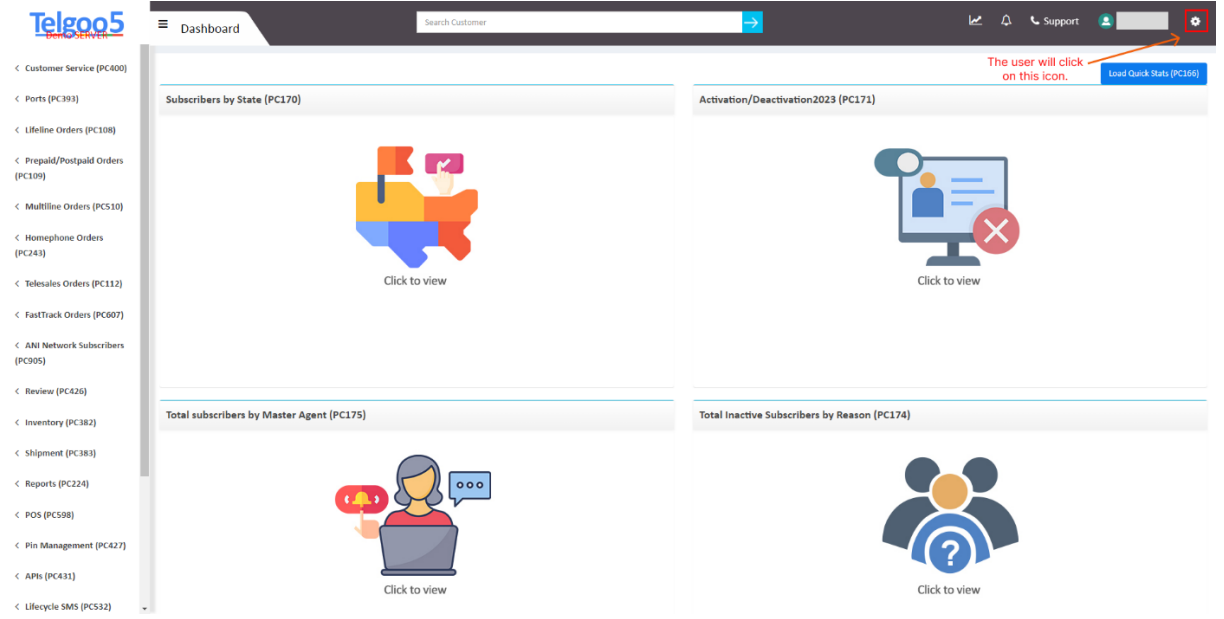 Telgoo5
Demo SERVER
Dashboard
Search Customer
Support
The user will click
on this icon.
Load Quick Stats (PC166)
Customer Service (PC400)
Ports (PC393)
Lifeline Orders (PC108)
Prepaid/Postpaid Orders
(PC109)
Multiline Orders (PC510)
Homephone Orders
(PC243)
Telesales Orders (PC112)
FastTrack Orders (PC607)
ANI Network Subscribers
(PC905)
Review (PC426)
Inventory (PC382)
Shipment (PC383)
Reports (PC224)
POS (PC598)
Pin Management (PC427)
APIs (PC431)
Lifecycle SMS (PC532)
Subscribers by State (PC170)
Click to view
Activation/Deactivation2023 (PC171)
Click to view
Total subscribers by Master Agent (PC175)
Click to view
Total Inactive Subscribers by Reason (PC174)
?
Click to view